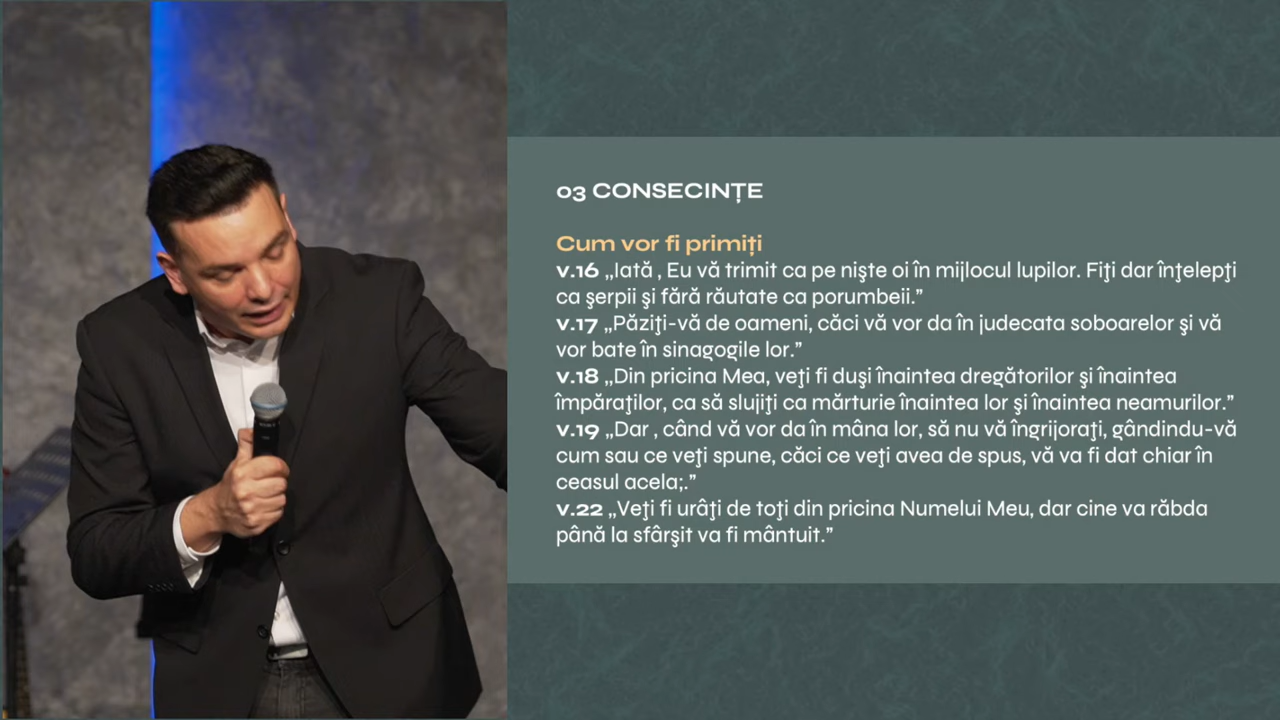 03 CONSECINȚE
Cum vor fi primiți
v.16 „Iată , Eu vă trimit ca pe nişte oi în mijlocul lupilor. Fiţi dar înţelepţi
ca şerpii şi fără răutate ca porumbeii.”
v.17 „Păziţi-vă de oameni, căci vă vor da în judecata soboarelor şi vă
vor bate în sinagogile lor.”
v.18 „Din pricina Mea, veţi fi duşi înaintea dregătorilor şi înaintea
împăraţilor, ca să slujiţi ca mărturie înaintea lor şi înaintea neamurilor.”
v.19 „Dar , când vă vor da în mâna lor, să nu vă îngrijoraţi, gândindu-vă
cum sau ce veţi spune, căci ce veţi avea de spus, vă va fi dat chiar în
ceasul acela;.”
v.22 „Veţi fi urâţi de toţi din pricina Numelui Meu, dar cine va răbda
până la sfârşit va fi mântuit.”